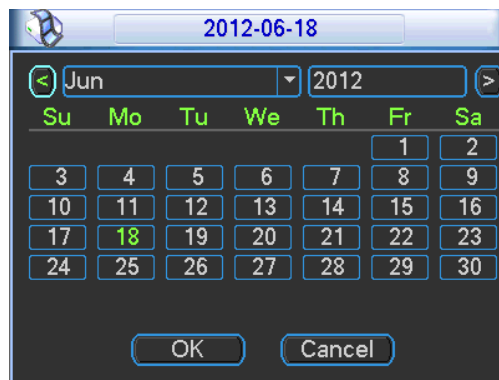 2012-06-18
< Jun 2012 >
Su Mo Tu We Th Fr Sa
1 2
3 4 5 6 7 8 9
10 11 12 13 14 15 16
17 18 19 20 21 22 23
24 25 26 27 28 29 30
OK Cancel